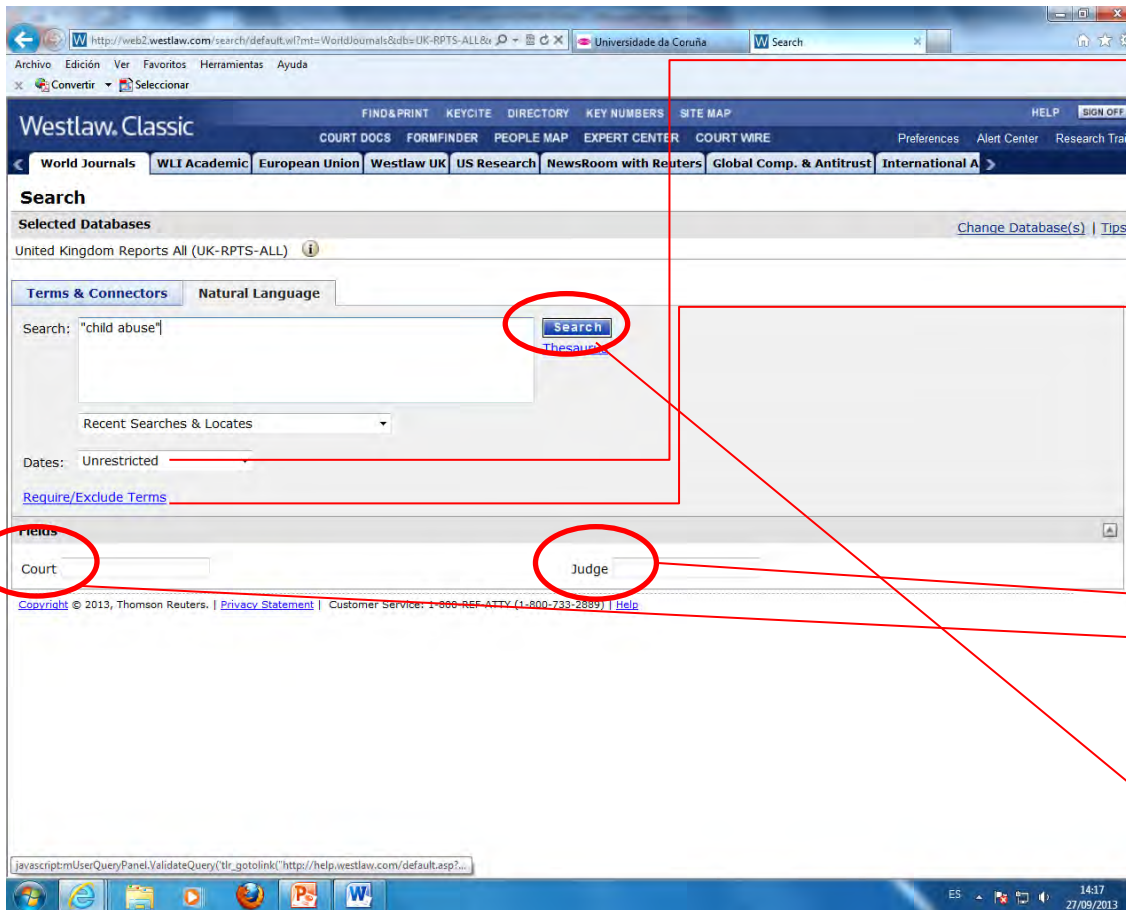 http://web2.westlaw.com/search/default.wl?mt=WorldJournals&db=UK-RPTS-ALL&r
Universidade da Coruña
Search
Archivo Edición Ver Favoritos Herramientas Ayuda
Convertir Seleccionar
Westlaw. Classic
FIND&PRINT KEYCITE DIRECTORY KEY NUMBERS SITE MAP
HELP SIGN OFF
COURT DOCS FORMFINDER PEOPLE MAP EXPERT CENTER COURT WIRE
Preferences Alert Center Research Trai
World Journals WLI Academic European Union Westlaw UK US Research NewsRoom with Reuters Global Comp. & Antitrust International A
Search
Selected Databases
Change Database(s) | Tips
United Kingdom Reports All (UK-RPTS-ALL)
Terms & Connectors Natural Language
Search: "child abuse" Search
Thesaurus
Recent Searches & Locates
Dates: Unrestricted
Require/Exclude Terms
Fields
Court Judge
Copyright © 2013, Thomson Reuters. | Privacy Statement | Customer Service: 1-800-REF-ATTY (1-800-733-2889) | Help
javascript:mUserQueryPanel.ValidateQuery('tlr_gotolink("http://help.westlaw.com/default.asp?...
ES 14:17
27/09/2013